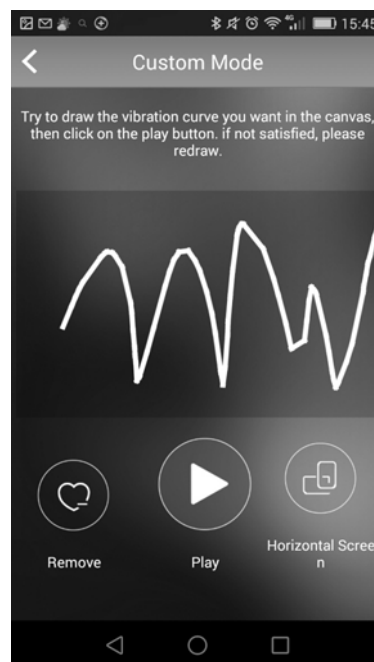 4G 15:45
Custom Mode
Try to draw the vibration curve you want in the canvas,
then click on the play button. if not satisfied, please
redraw.
Remove
Play
Horizontal Scree
n